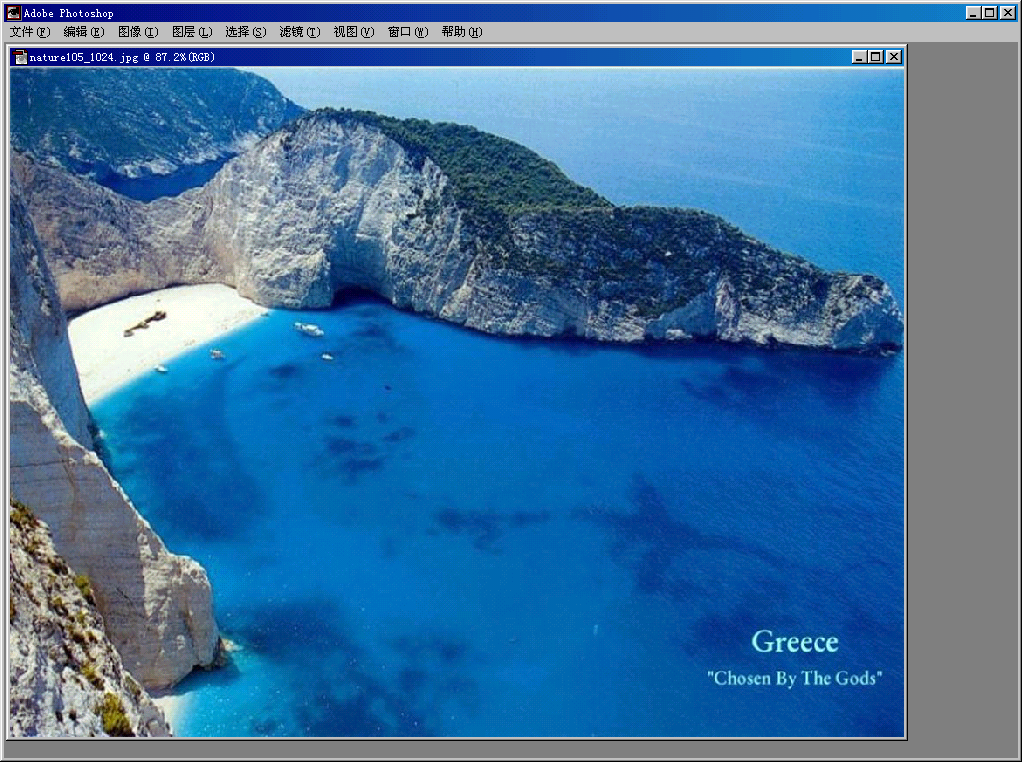 Adobe Photoshop
文件(F) 编辑(E) 图像(I) 图层(L) 选择(S) 滤镜(T) 视图(V) 窗口(W) 帮助(H)
nature105_1024.jpg @ 87.2%(RGB)
Greece
"Chosen By The Gods"